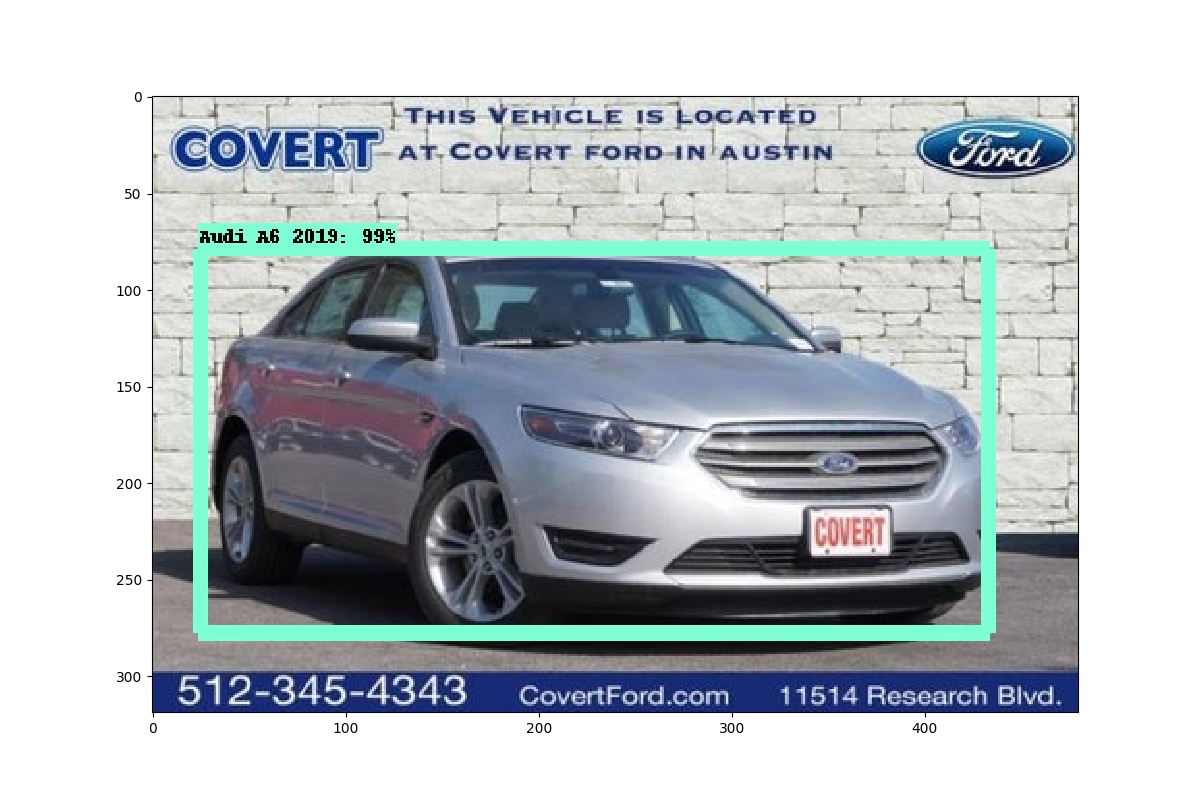 THIS VEHICLE IS LOCATED
AT COVERT FORD IN AUSTIN
COVERT
Ford
Audi A6 2019: 99%
Ford
COVERT
512-345-4343 CovertFord.com 11514 Research Blvd.
0
50
100
150
200
250
300
0 100 200 300 400